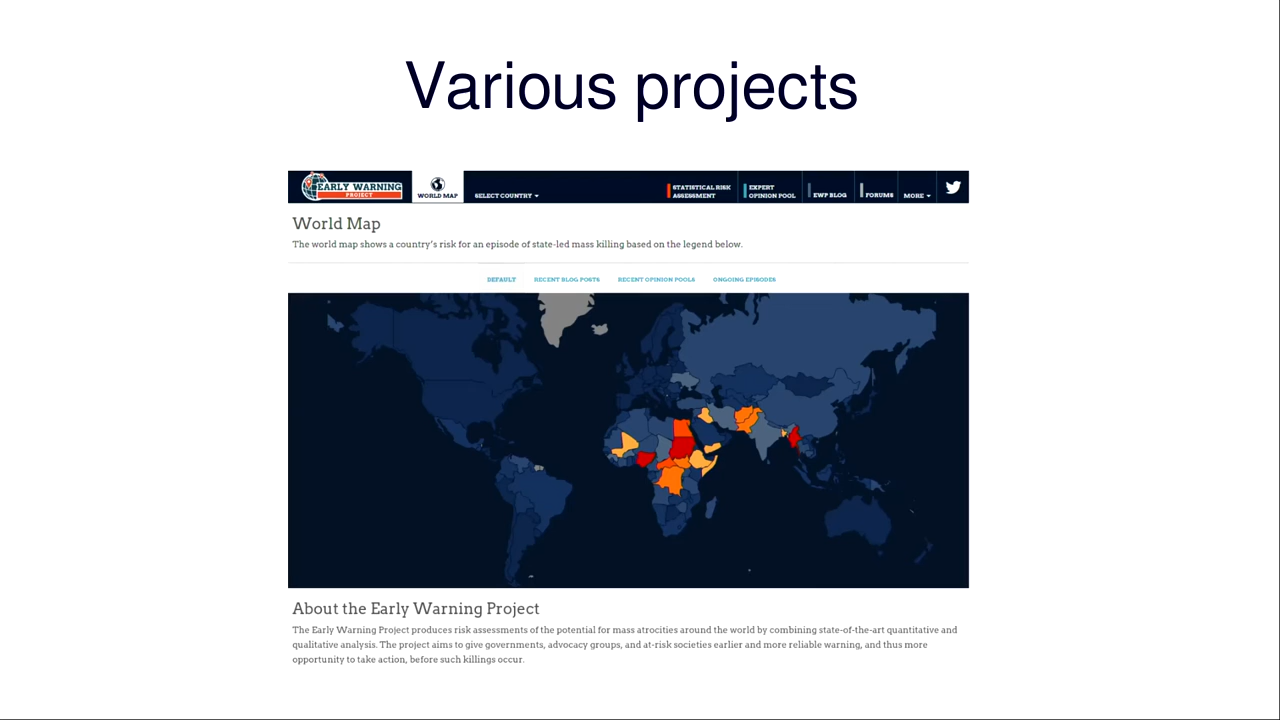 Various projects
EARLY WARNING
PROJECT
WORLD MAP
SELECT COUNTRY
STATISTICAL RISK
ASSESSMENT
EXPERT
OPINION POOL
EWP BLOG
FORUMS
MORE
World Map
The world map shows a country's risk for an episode of state-led mass killing based on the legend below.
DEFAULT
RECENT BLOG POSTS
RECENT OPINION POOLS
ONGOING EPISODES
About the Early Warning Project
The Early Warning Project produces risk assessments of the potential for mass atrocities around the world by combining state-of-the-art quantitative and
qualitative analysis. The project aims to give governments, advocacy groups, and at-risk societies earlier and more reliable warning, and thus more
opportunity to take action, before such killings occur.